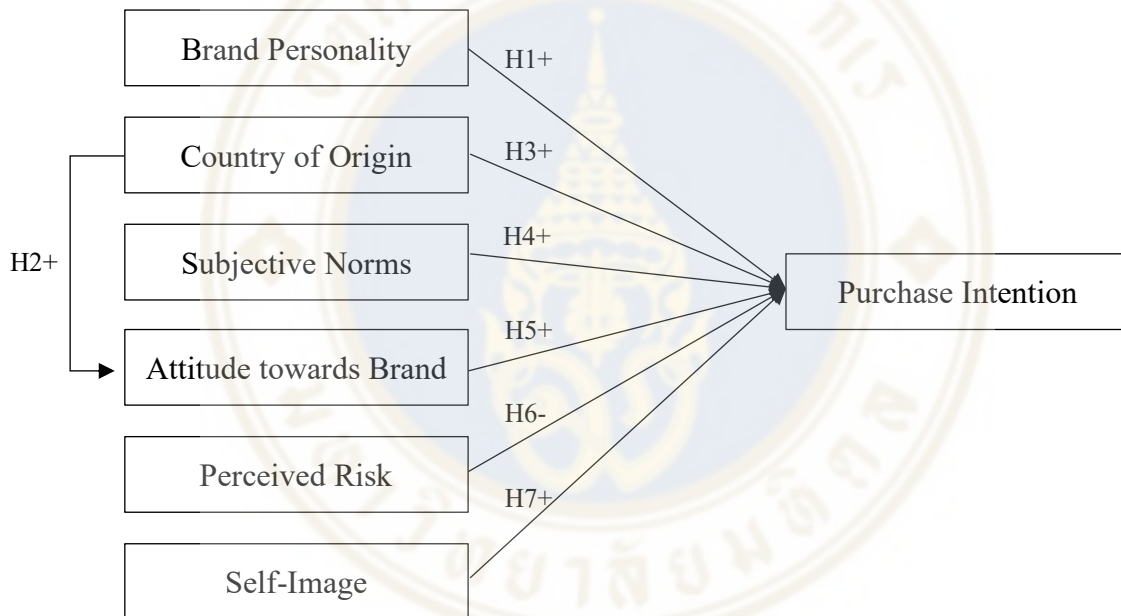 Brand Personality
H1+
Country of Origin
H3+
Subjective Norms
H4+
H2+
Purchase Intention
Attitude towards Brand
H5+
Perceived Risk
H6-
Self-Image
H7+